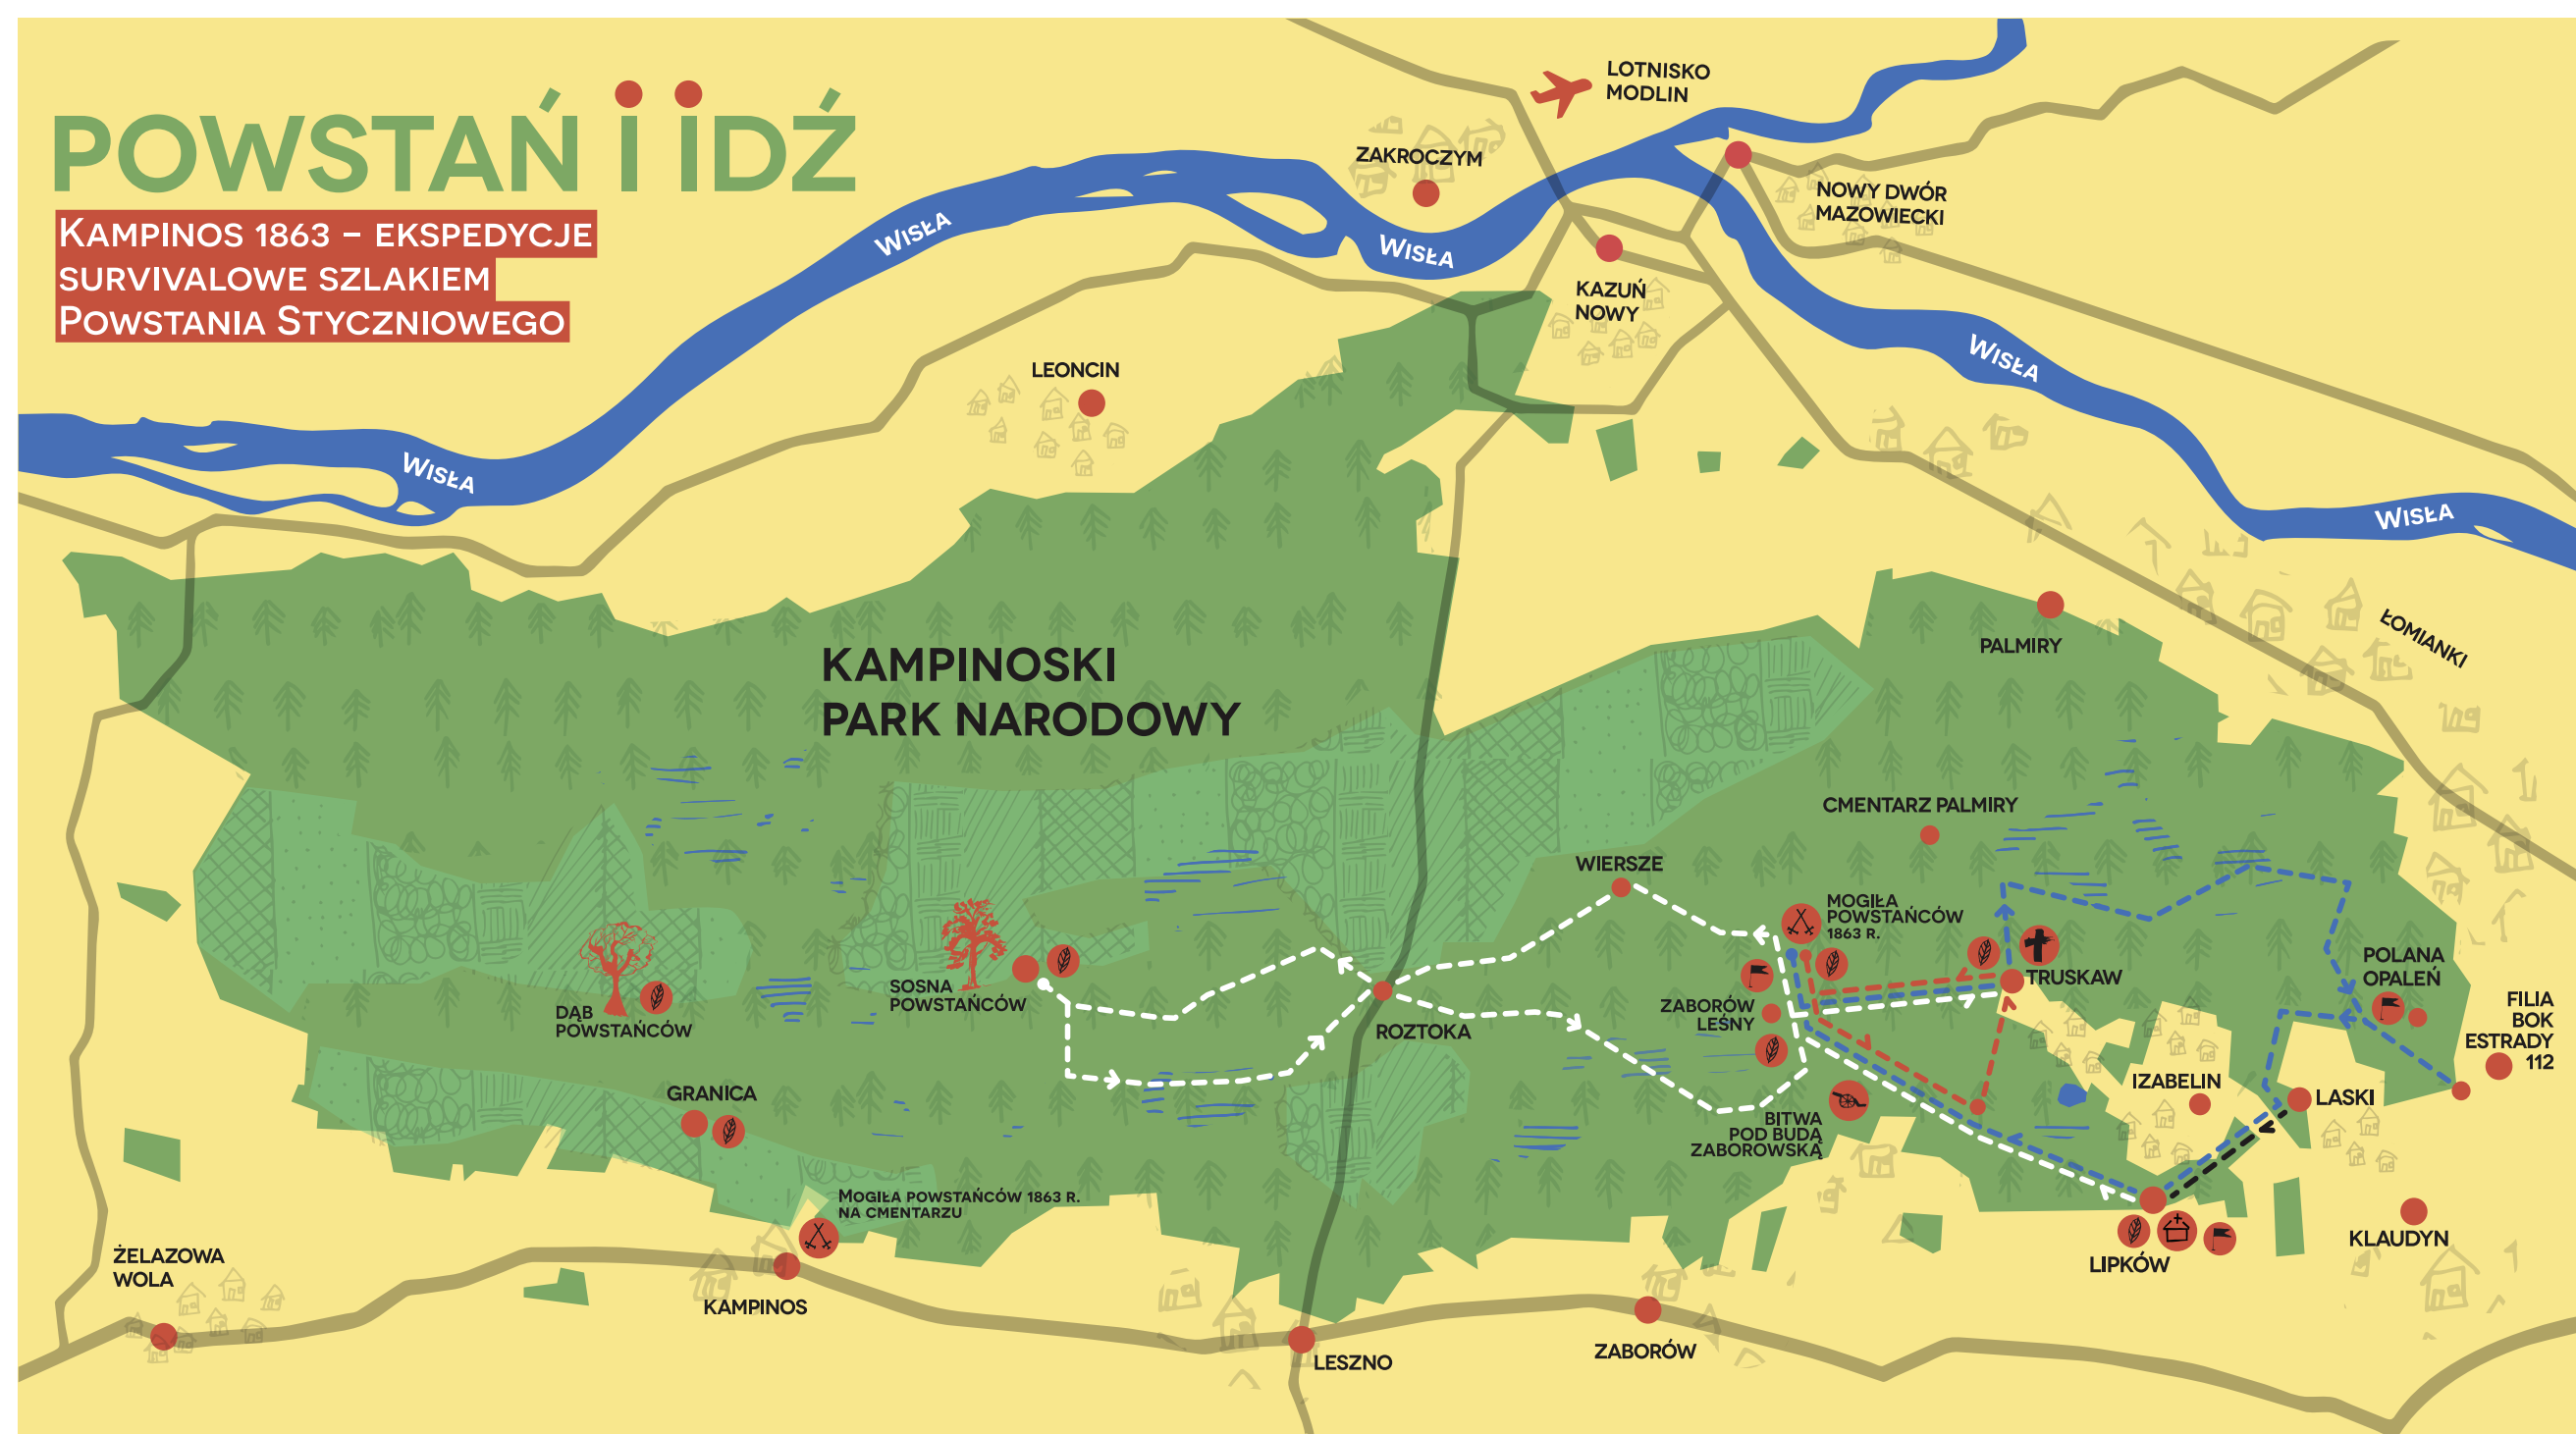 POWSTAŃ I IDŹ
KAMPINOS 1863 – EKSPEDYCJE
SURVIVALOWE SZLAKIEM
POWSTANIA STYCZNIOWEGO
LOTNISKO
MODLIN
ZAKROCZYM
NOWY DWÓR
MAZOWIECKI
WISŁA
WISŁA
KAZUŃ
NOWY
WISŁA
LEONCIN
WISŁA
WISŁA
ŁOMIANKI
PALMIRY
KAMPINOSKI
PARK NARODOWY
CMENTARZ PALMIRY
WIERSZE
MOGIŁA
POWSTAŃCÓW
1863 R.
TRUSKAW
POLANA
OPALEŃ
SOSNA
POWSTAŃCÓW
DĄB
POWSTAŃCÓW
ZABORÓW
LEŚNY
ROZTOKA
FILIA
BOK
ESTRADY
112
IZABELIN
LASKI
GRANICA
BITWA
POD BUDĄ
ZABOROWSKĄ
MOGIŁA POWSTAŃCÓW 1863 R.
NA CMENTARZU
KLAUDYN
LIPKÓW
ŻELAZOWA
WOLA
KAMPINOS
LESZNO
ZABORÓW